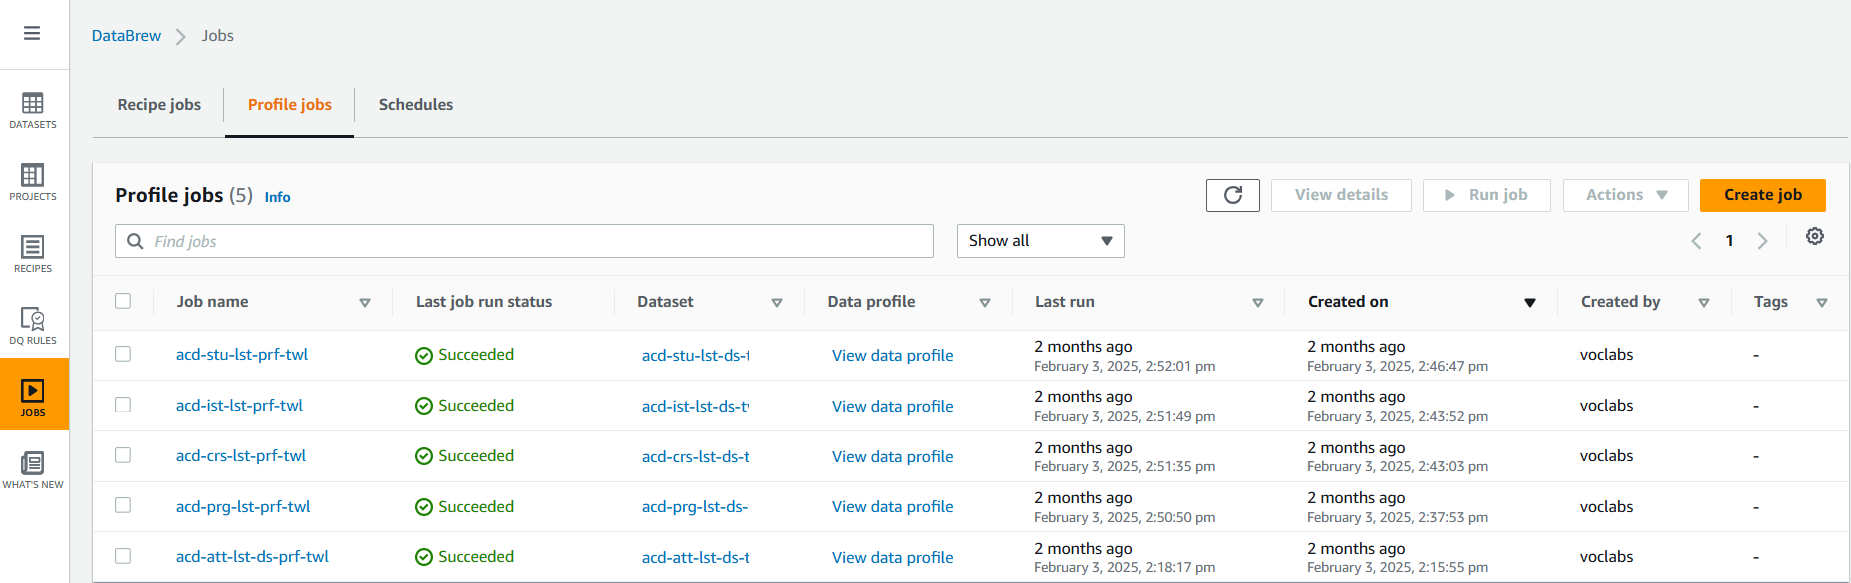 DataBrew > Jobs
DATASETS
PROJECTS
RECIPES
DQ RULES
JOBS
WHAT'S NEW
Recipe jobs Profile jobs Schedules
Profile jobs (5) Info View details Run job Actions Create job
Find jobs Show all 1
Job name Last job run status Dataset Data profile Last run Created on Created by Tags
acd-stu-lst-prf-twl Succeeded acd-stu-lst-ds-t View data profile 2 months ago 2 months ago voclabs -
February 3, 2025, 2:52:01 pm February 3, 2025, 2:46:47 pm
acd-ist-lst-prf-twl Succeeded acd-ist-lst-ds-t View data profile 2 months ago 2 months ago voclabs -
February 3, 2025, 2:51:49 pm February 3, 2025, 2:43:52 pm
acd-crs-lst-prf-twl Succeeded acd-crs-lst-ds-t View data profile 2 months ago 2 months ago voclabs -
February 3, 2025, 2:51:35 pm February 3, 2025, 2:43:03 pm
acd-prg-lst-prf-twl Succeeded acd-prg-lst-ds- View data profile 2 months ago 2 months ago voclabs -
February 3, 2025, 2:50:50 pm February 3, 2025, 2:37:53 pm
acd-att-lst-ds-prf-twl Succeeded acd-att-lst-ds-t View data profile 2 months ago 2 months ago voclabs -
February 3, 2025, 2:18:17 pm February 3, 2025, 2:15:55 pm